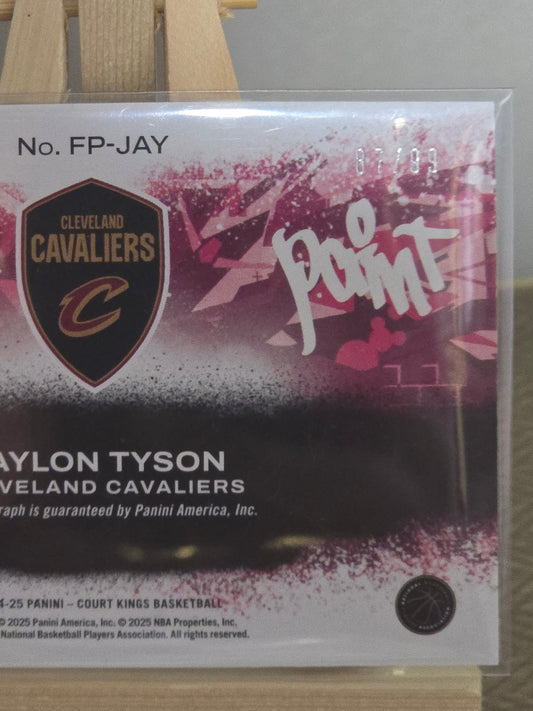 No. FP-JAY
87/99
CLEVELAND
CAVALIERS
C
paint
AYLON TYSON
VELAND CAVALIERS
raph is guaranteed by Panini America, Inc.
4-25 PANINI – COURT KINGS BASKETBALL
© 2025 Panini America, Inc. © 2025 NBA Properties, Inc.
National Basketball Players Association. All rights reserved.